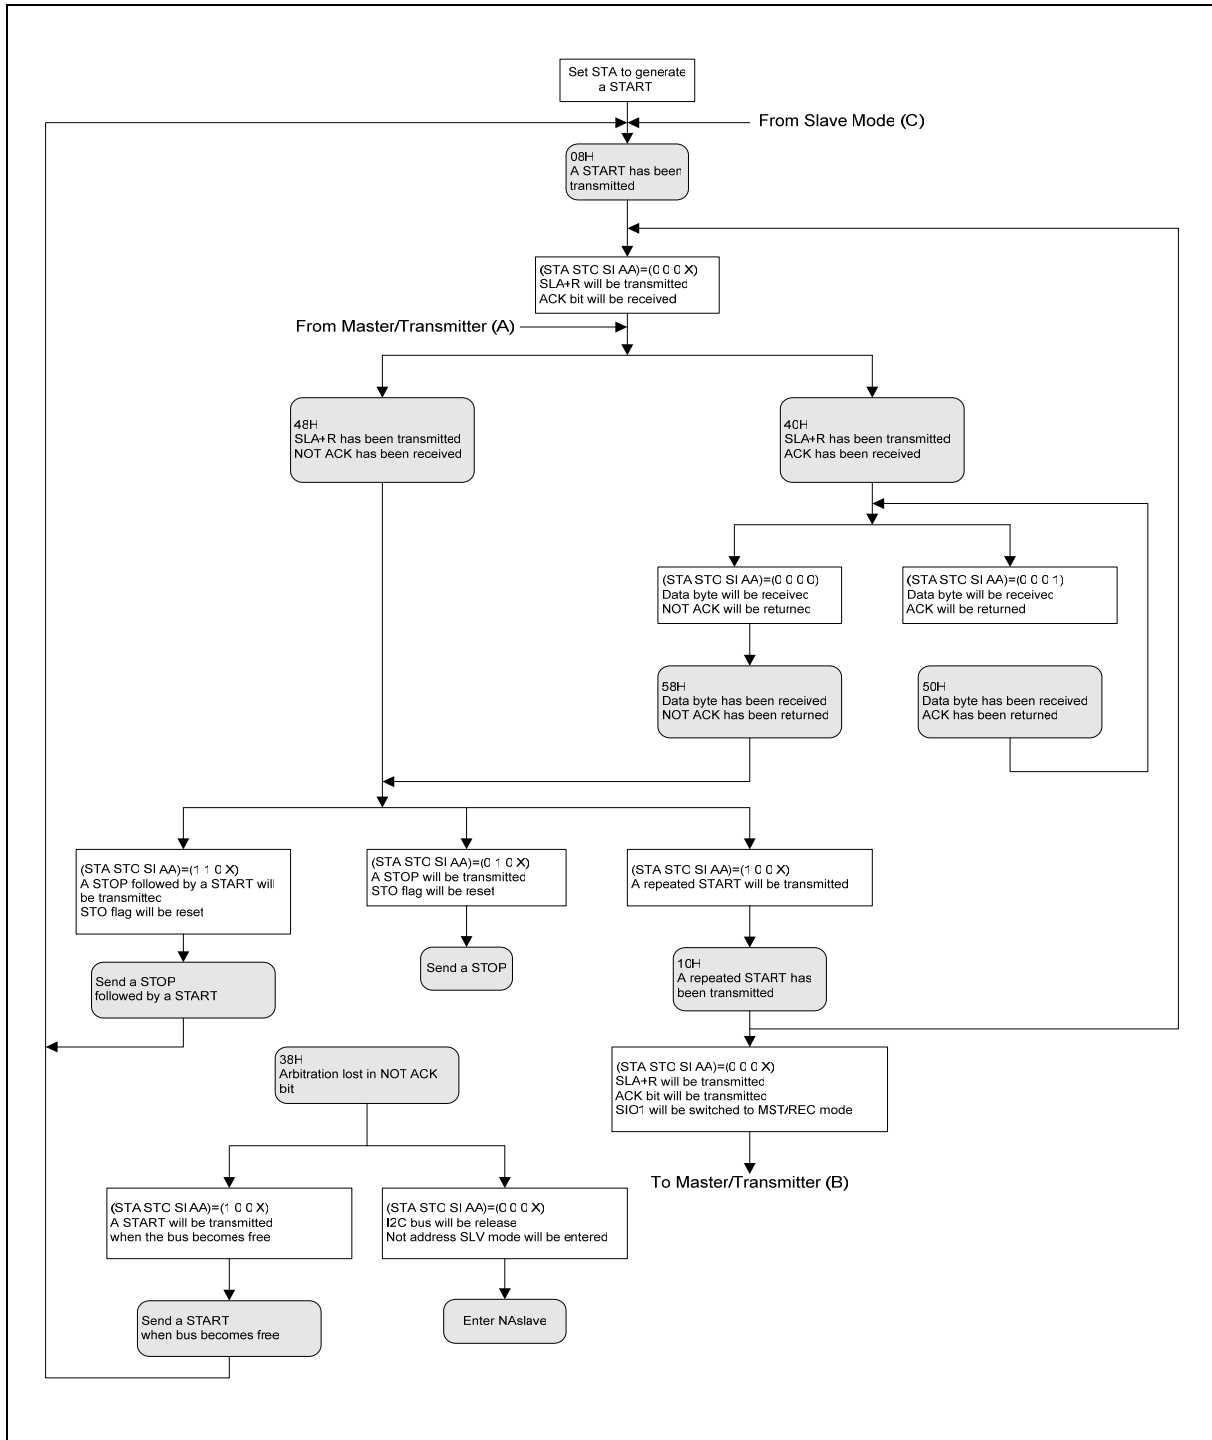 Set STA to generate
a START
From Slave Mode (C)
08H
A START has been
transmitted
(STA STO SI AA)=(0 0 0 X)
SLA+R will be transmitted
ACK bit will be received
From Master/Transmitter (A)
48H
SLA+R has been transmitted
NOT ACK has been received
40H
SLA+R has been transmitted
ACK has been received
(STA STO SI AA)=(0 0 0 0)
Data byte will be received
NOT ACK will be returned
(STA STO SI AA)=(0 0 0 1)
Data byte will be received
ACK will be returned
58H
Data byte has been received
NOT ACK has been returned
50H
Data byte has been received
ACK has been returned
(STA STO SI AA)=(1 1 0 X)
A STOP followed by a START will
be transmitted
STO flag will be reset
(STA STO SI AA)=(0 1 0 X)
A STOP will be transmitted
STO flag will be reset
(STA STO SI AA)=(1 0 0 X)
A repeated START will be transmitted
Send a STOP
followed by a START
Send a STOP
10H
A repeated START has
been transmitted
38H
Arbitration lost in NOT ACK
bit
(STA STO SI AA)=(0 0 0 X)
SLA+R will be transmitted
ACK bit will be transmitted
SIO1 will be switched to MST/REC mode
To Master/Transmitter (B)
(STA STO SI AA)=(1 0 0 X)
A START will be transmitted
when the bus becomes free
(STA STO SI AA)=(0 0 0 X)
I2C bus will be release
Not address SLV mode will be entered
Send a START
when bus becomes free
Enter NAslave